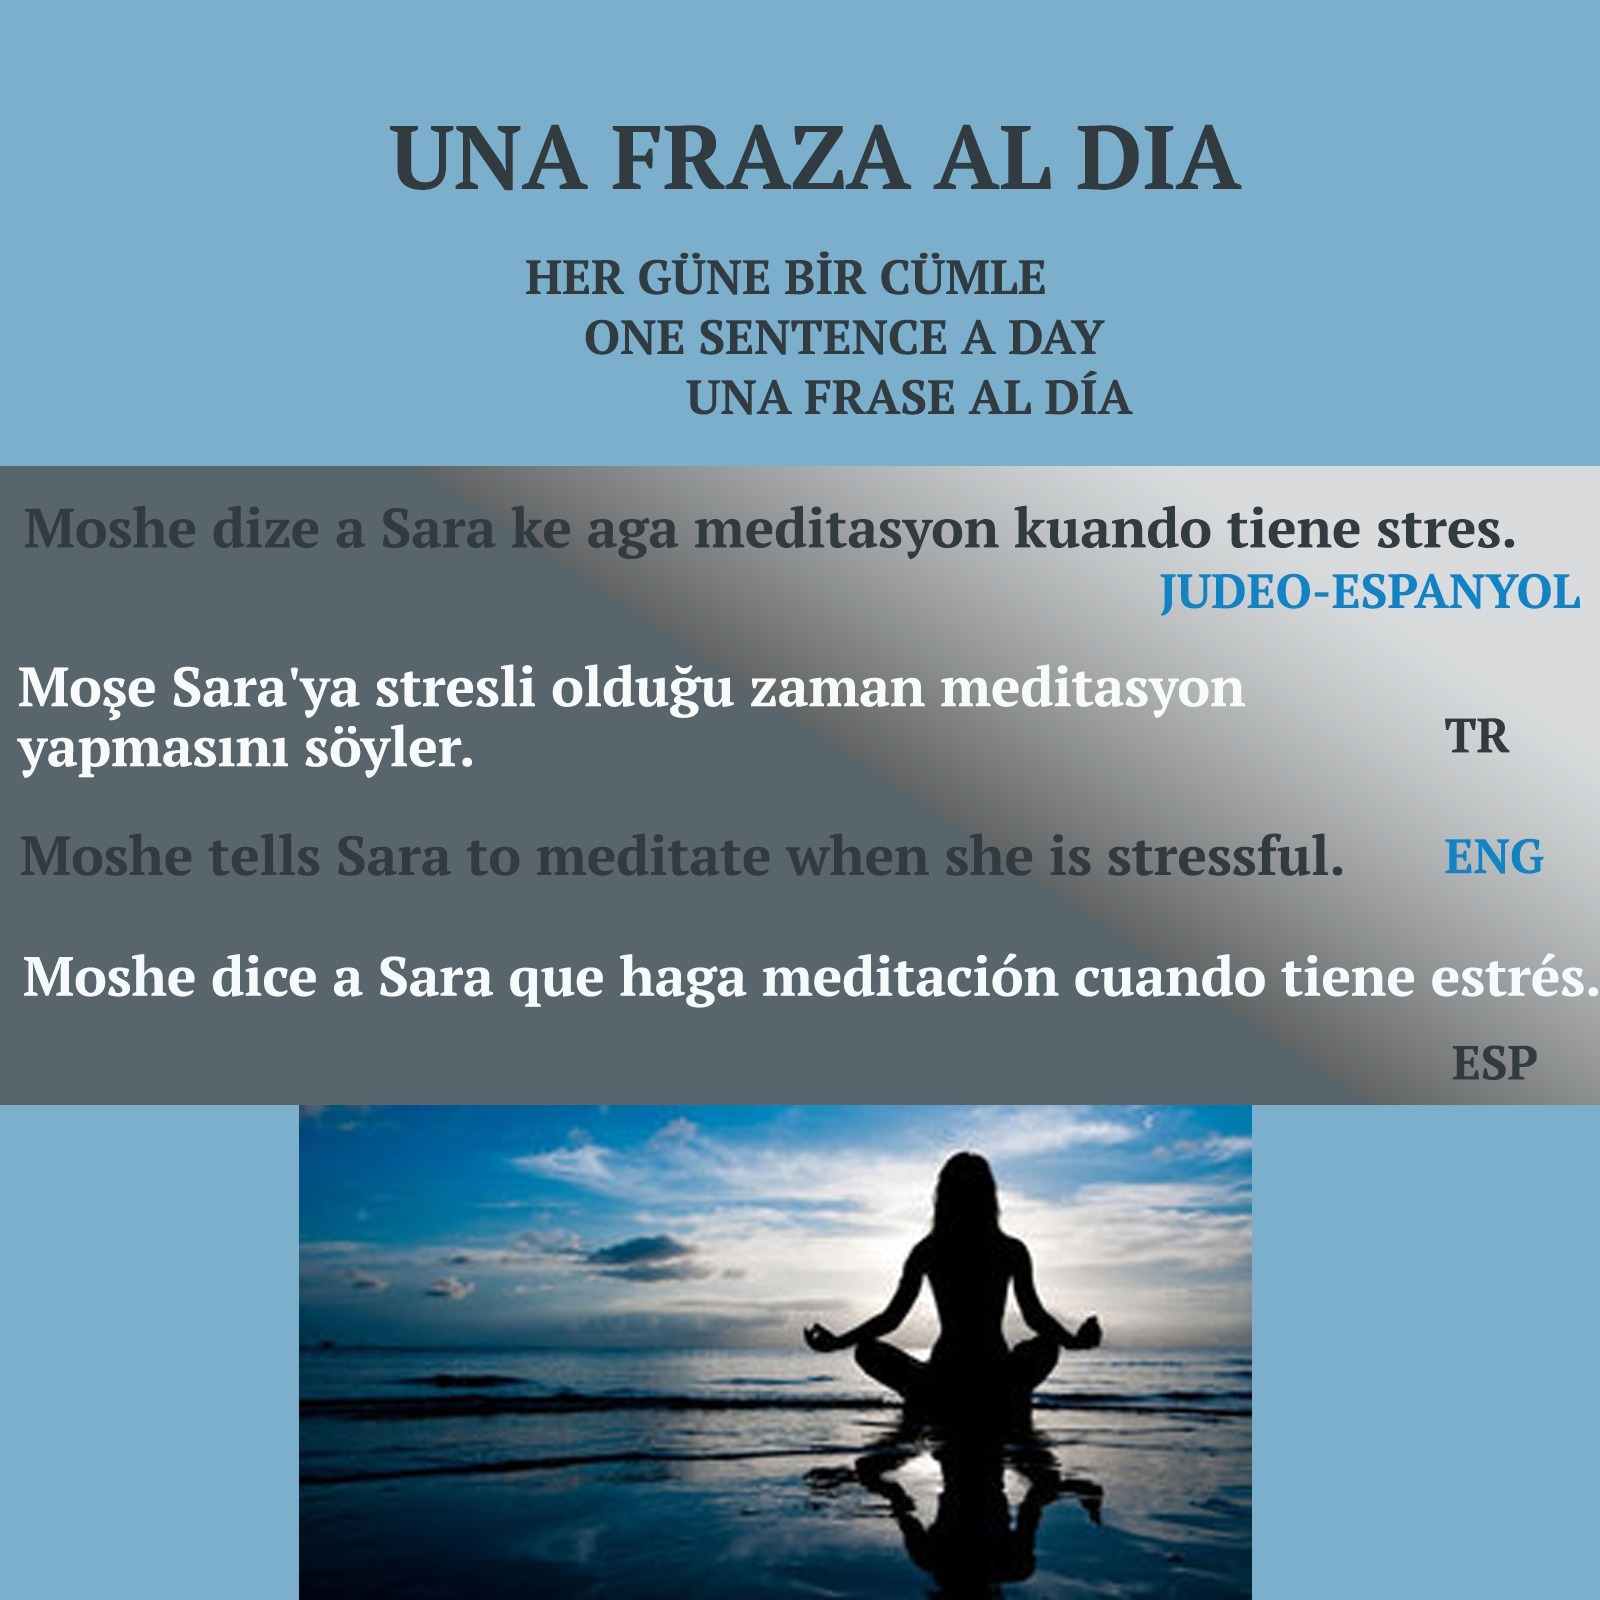 UNA FRAZA AL DIA
HER GÜNE BİR CÜMLE
ONE SENTENCE A DAY
UNA FRASE AL DÍA
Moshe dize a Sara ke aga meditasyon kuando tiene stres.
JUDEO-ESPANYOL
Moşe Sara'ya stresli olduğu zaman meditasyon
yapmasını söyler.
TR
Moshe tells Sara to meditate when she is stressful.
ENG
Moshe dice a Sara que haga meditación cuando tiene estrés.
ESP